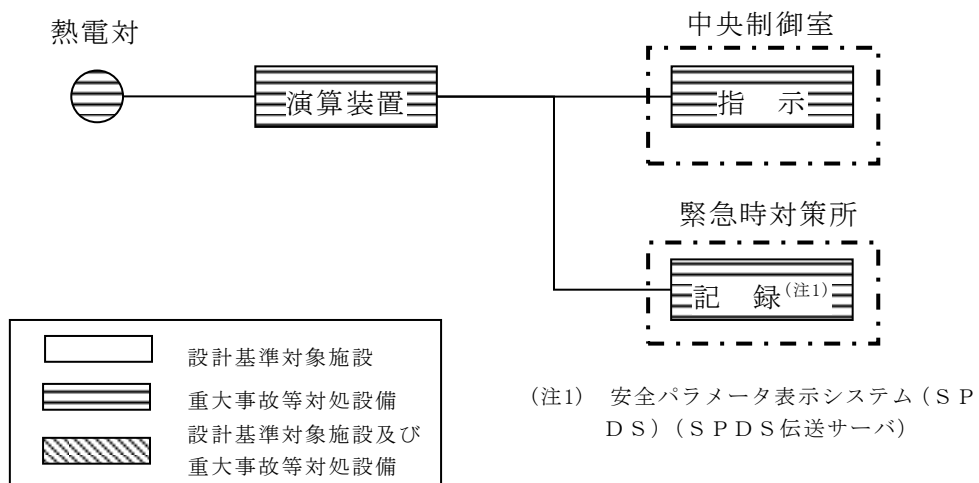 中央制御室
熱電対
演算装置
指　示
緊急時対策所
記　録(注1)
設計基準対象施設
重大事故等対処設備
設計基準対象施設及び
重大事故等対処設備
(注1)　安全パラメータ表示システム（ＳＰ
ＤＳ）（ＳＰＤＳ伝送サーバ）